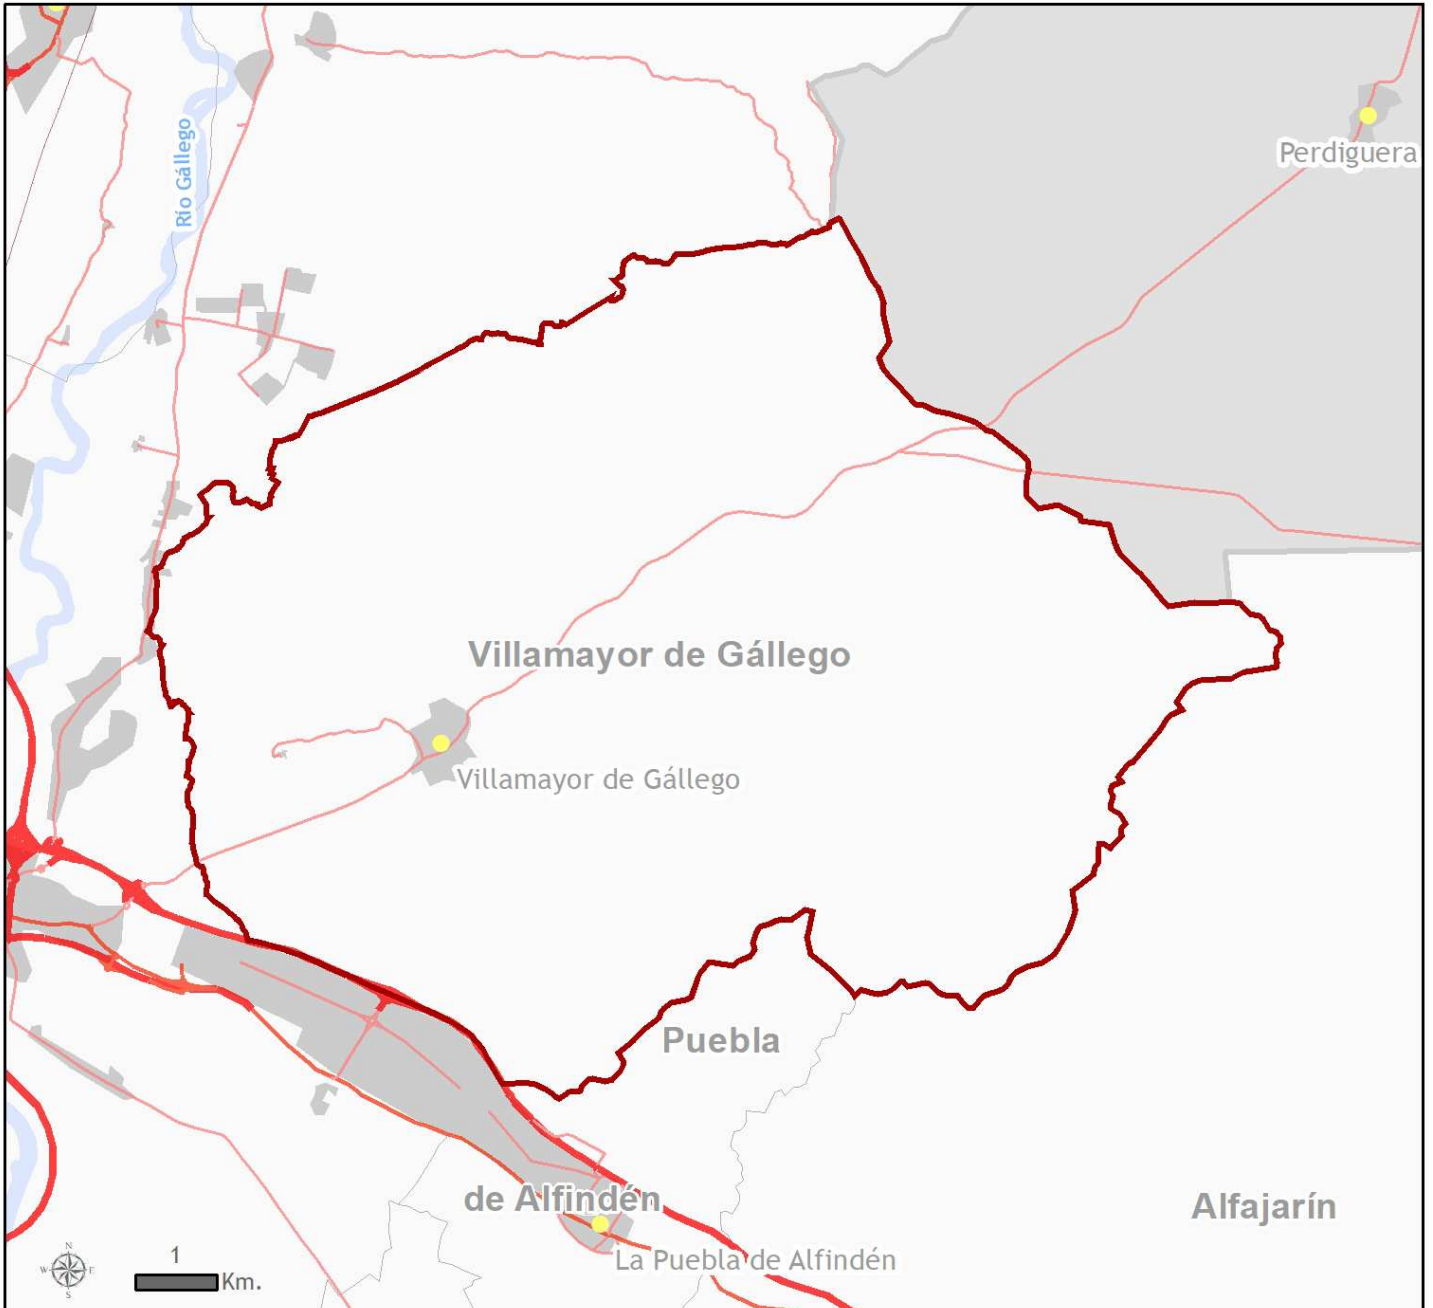 Río Gállego
Perdiguera
Villamayor de Gállego
Villamayor de Gállego
Puebla
de Alfindén
Alfajarín
La Puebla de Alfindén
N
W E
S
1
Km.